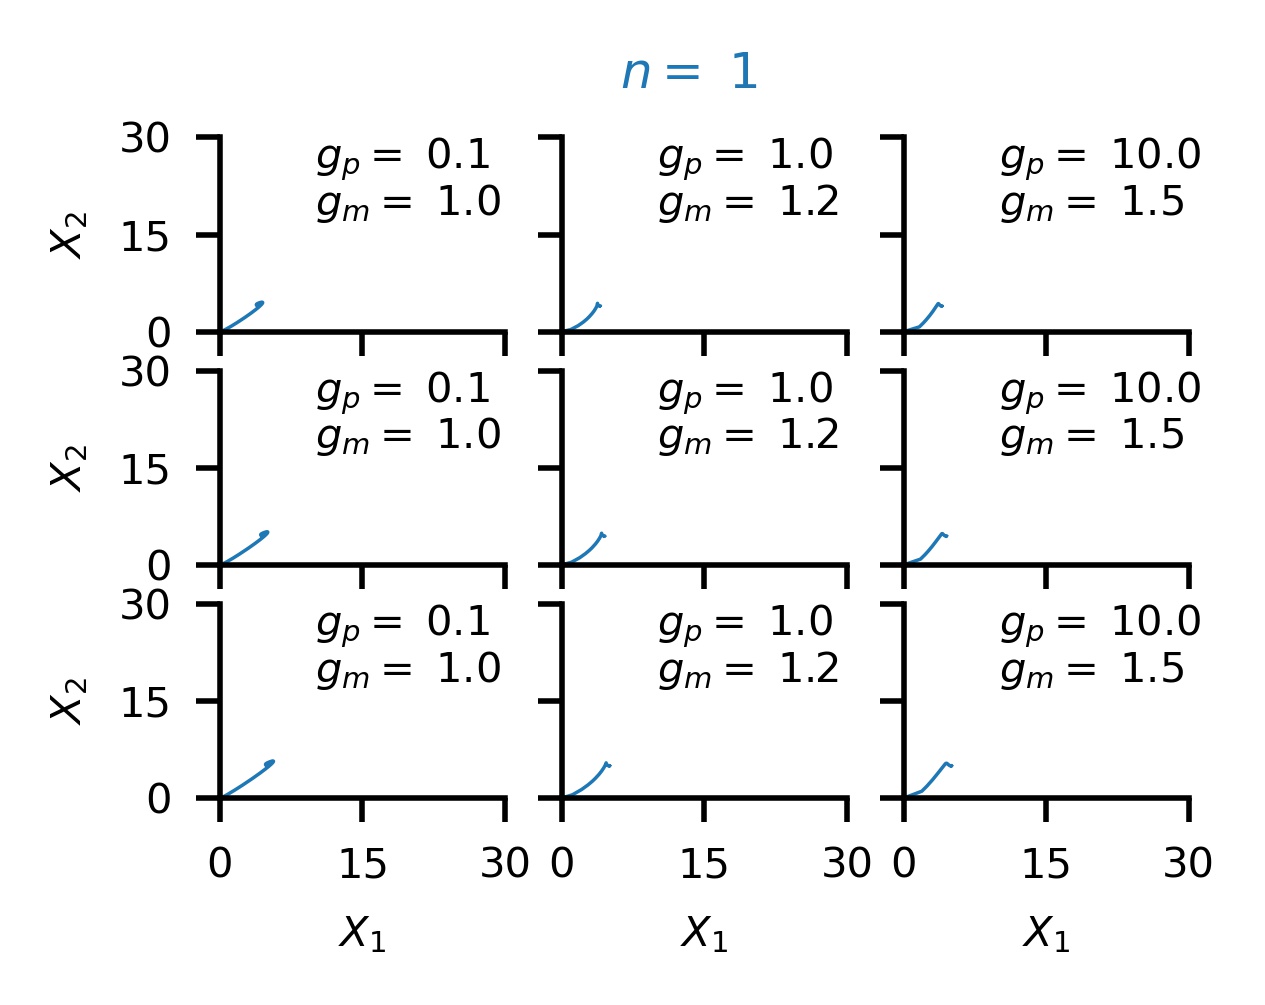 n = 1
30
g_p = 0.1
g_p = 1.0
g_p = 10.0
g_m = 1.0
g_m = 1.2
g_m = 1.5
X_2
15
0
30
g_p = 0.1
g_p = 1.0
g_p = 10.0
g_m = 1.0
g_m = 1.2
g_m = 1.5
X_2
15
0
30
g_p = 0.1
g_p = 1.0
g_p = 10.0
g_m = 1.0
g_m = 1.2
g_m = 1.5
X_2
15
0
0 15 30 0 15 30 0 15 30
X_1 X_1 X_1